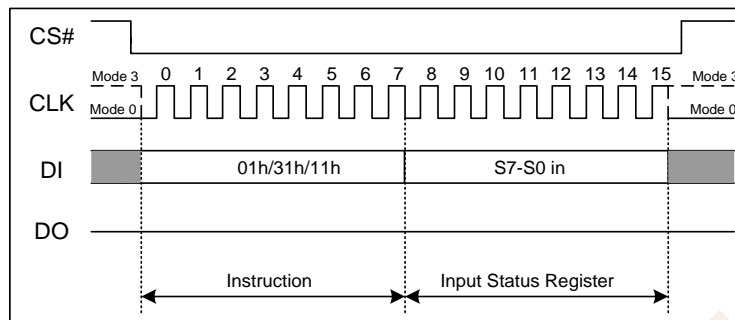 CS#
Mode 3 0 1 2 3 4 5 6 7 8 9 10 11 12 13 14 15 Mode 3
CLK
Mode 0 Mode 0
DI 01h/31h/11h S7-S0 in
DO
Instruction Input Status Register